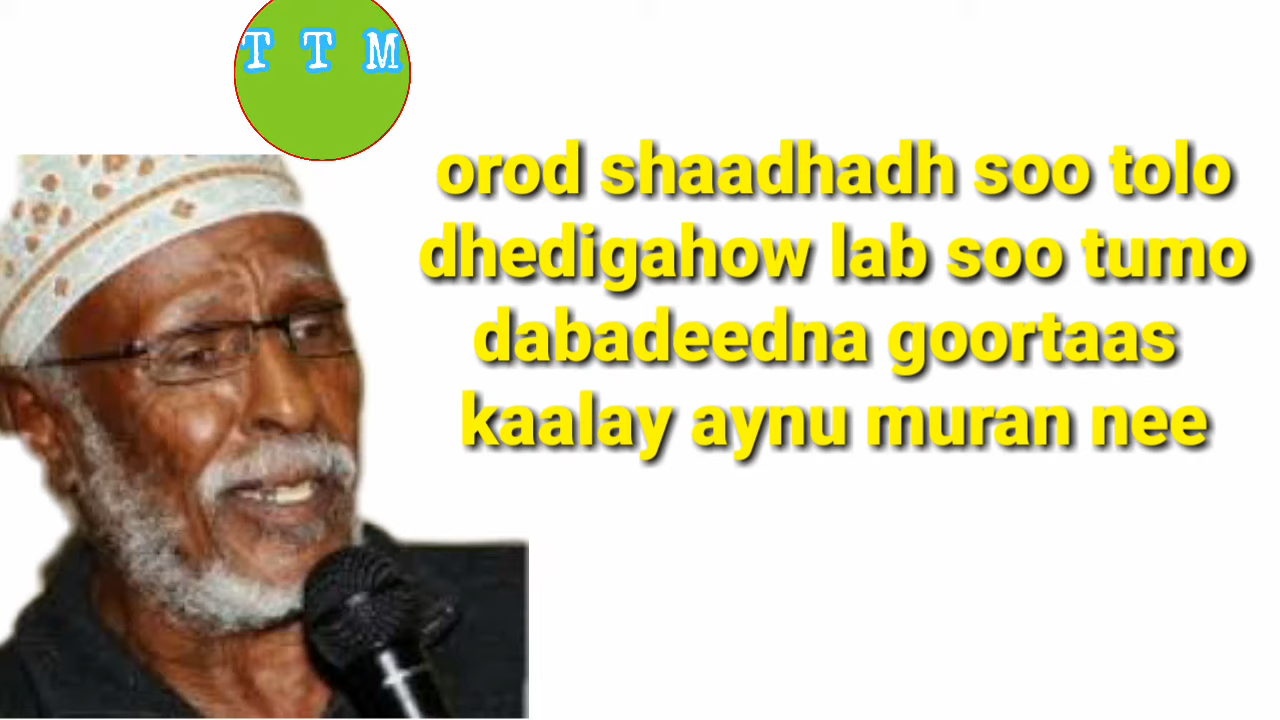 T T M
orod shaadhadh soo tolo
dhedigahow lab soo tumo
dabadeedna goortaas
kaalay aynu muran nee